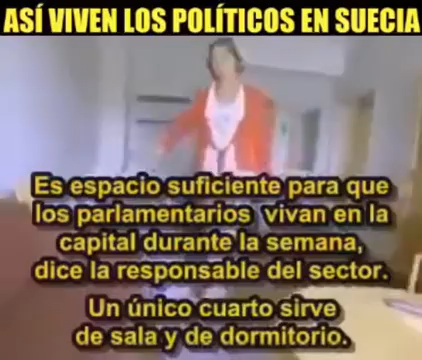 ASÍ VIVEN LOS POLÍTICOS EN SUECIA
Es espacio suficiente para que
los parlamentarios vivan en la
capital durante la semana,
dice la responsable del sector.
Un único cuarto sirve
de sala y de dormitorio.